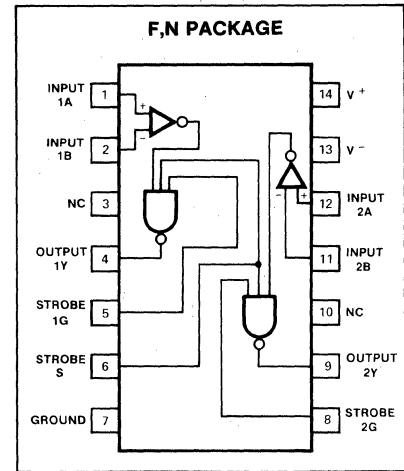 F,N PACKAGE
INPUT
1A
1
INPUT
1B
2
NC
3
OUTPUT
1Y
4
STROBE
1G
5
STROBE
S
6
GROUND
7
+
−
14
V +
13
V −
12
INPUT
2A
11
INPUT
2B
10
NC
9
OUTPUT
2Y
8
STROBE
2G
−
+